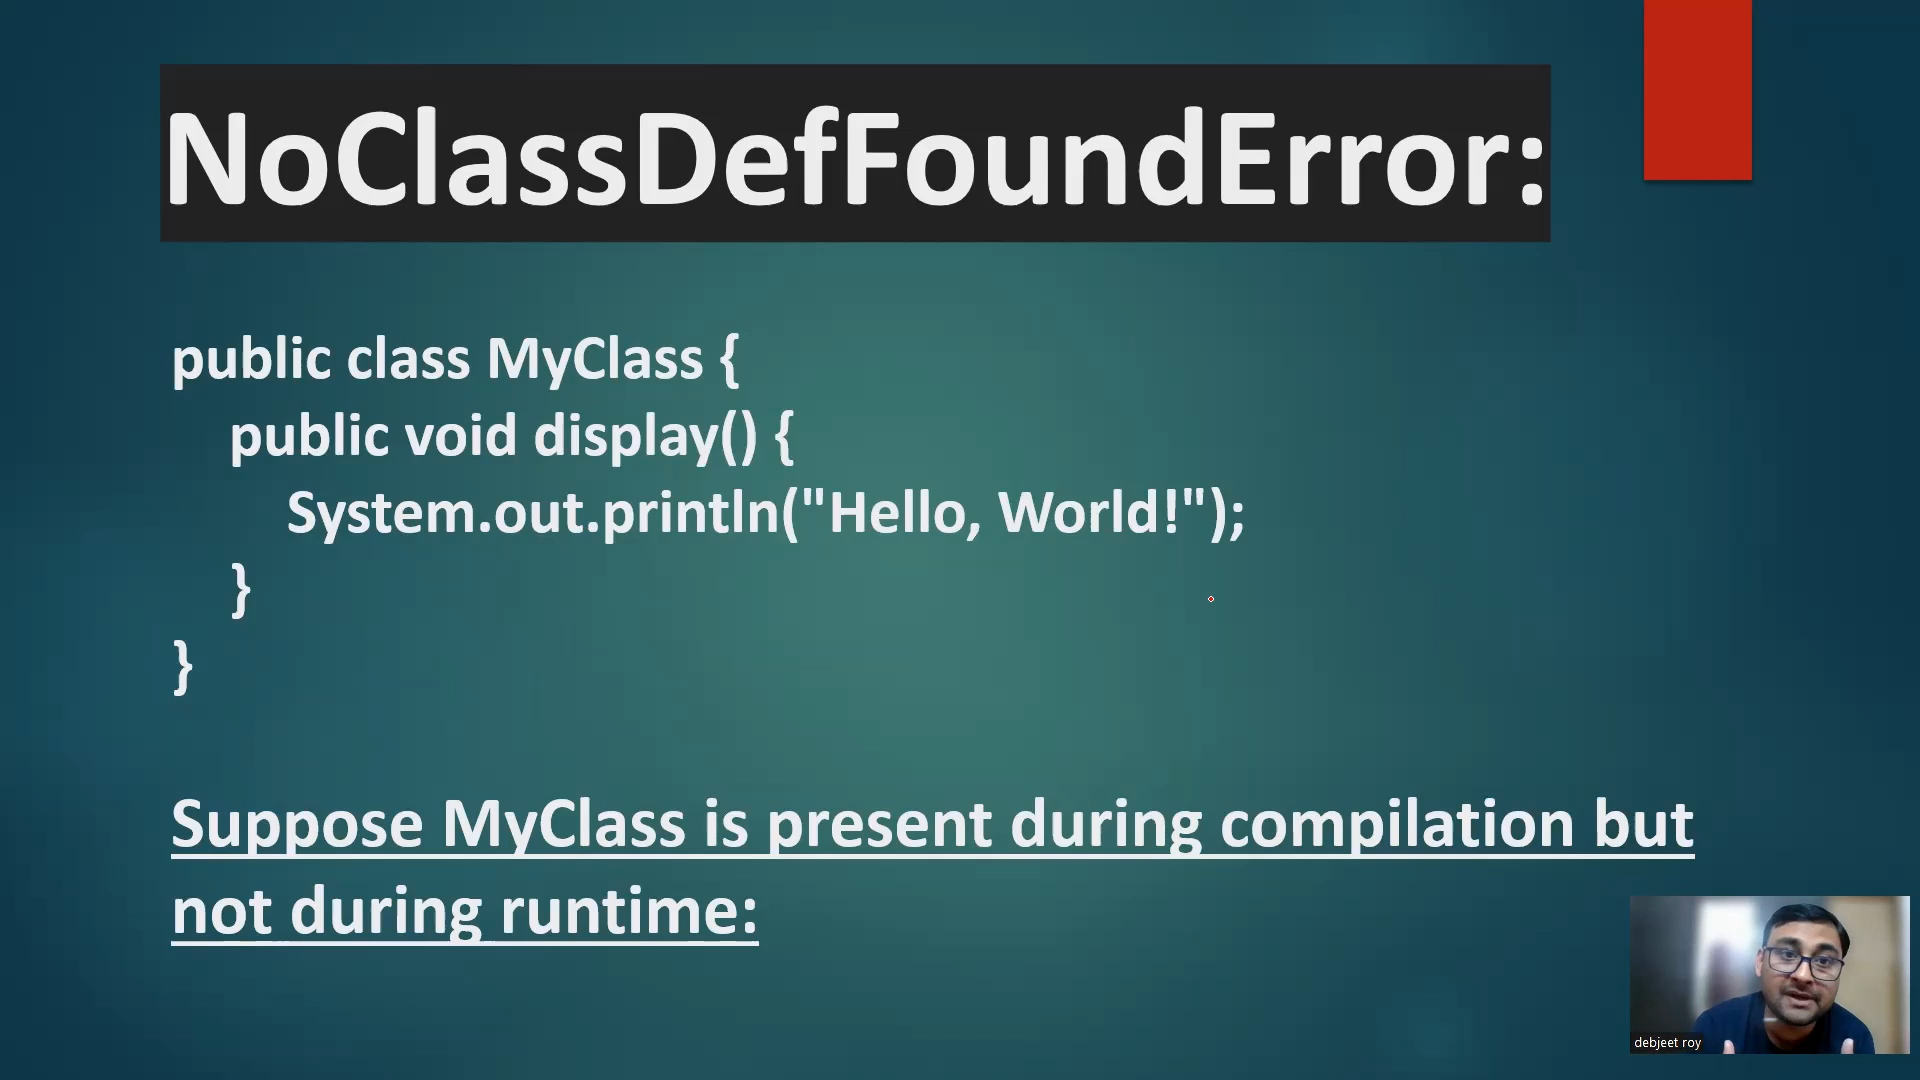 NoClassDefFoundError:
public class MyClass {
public void display() {
System.out.println("Hello, World!");
}
}
Suppose MyClass is present during compilation but
not during runtime:
debjeet roy